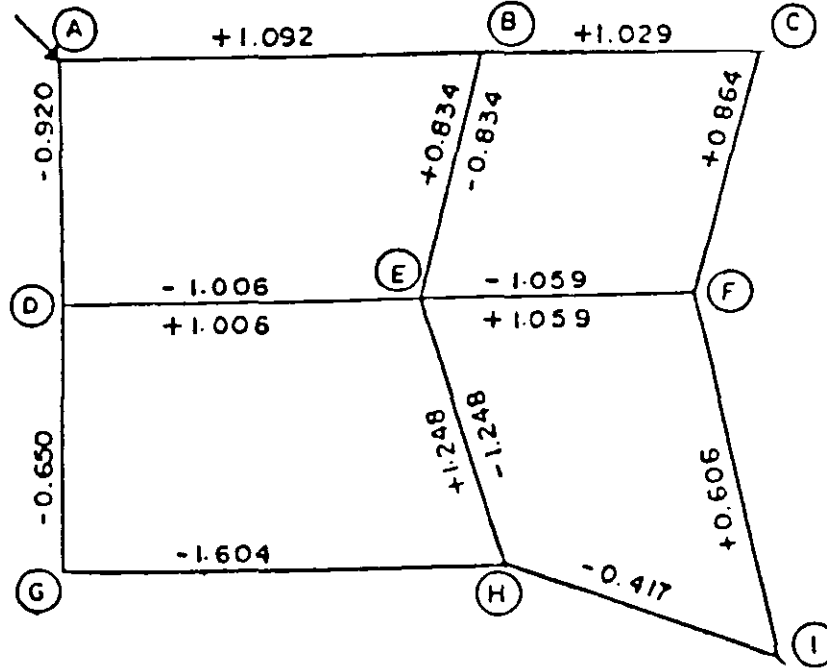 A
B
C
+1.092
+1.029
-0.920
+0.834
-0.834
+0.864
D
E
F
-1.006
-1.059
+1.006
+1.059
-0.650
+1.248
-1.248
+0.606
-1.604
-0.417
G
H
I